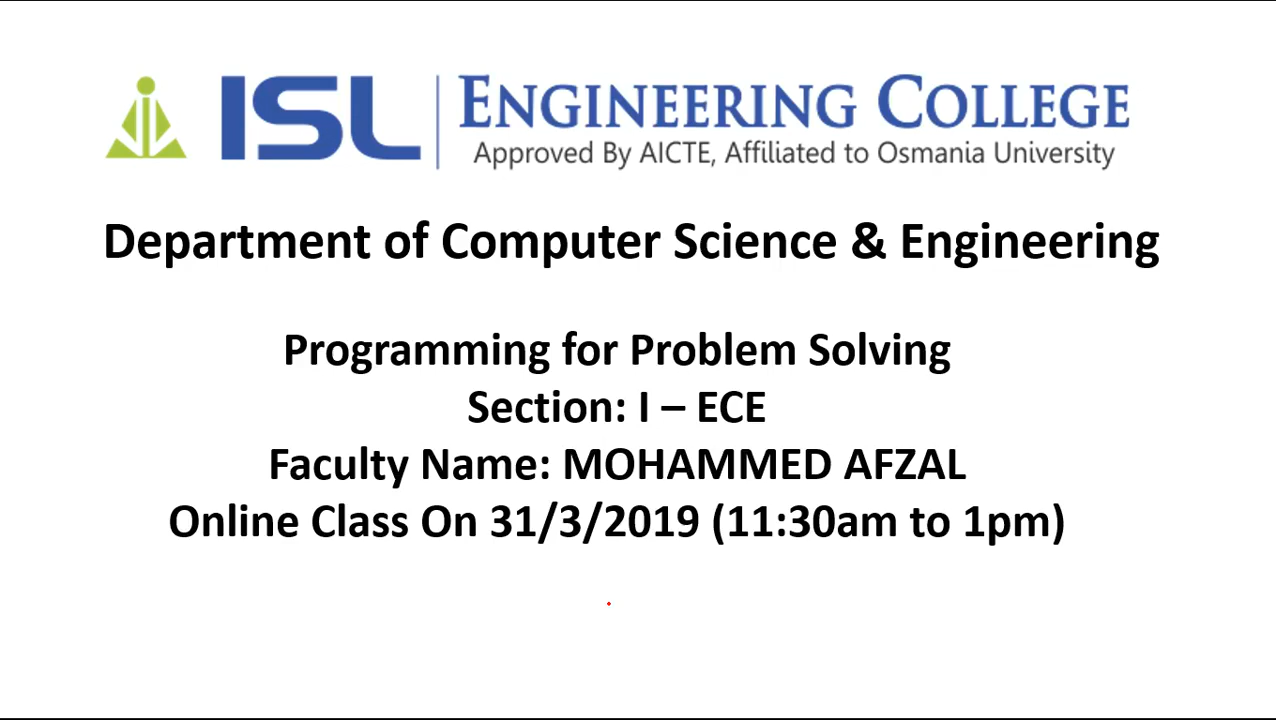 ISL ENGINEERING COLLEGE
Approved By AICTE, Affiliated to Osmania University
Department of Computer Science & Engineering
Programming for Problem Solving
Section: I – ECE
Faculty Name: MOHAMMED AFZAL
Online Class On 31/3/2019 (11:30am to 1pm)